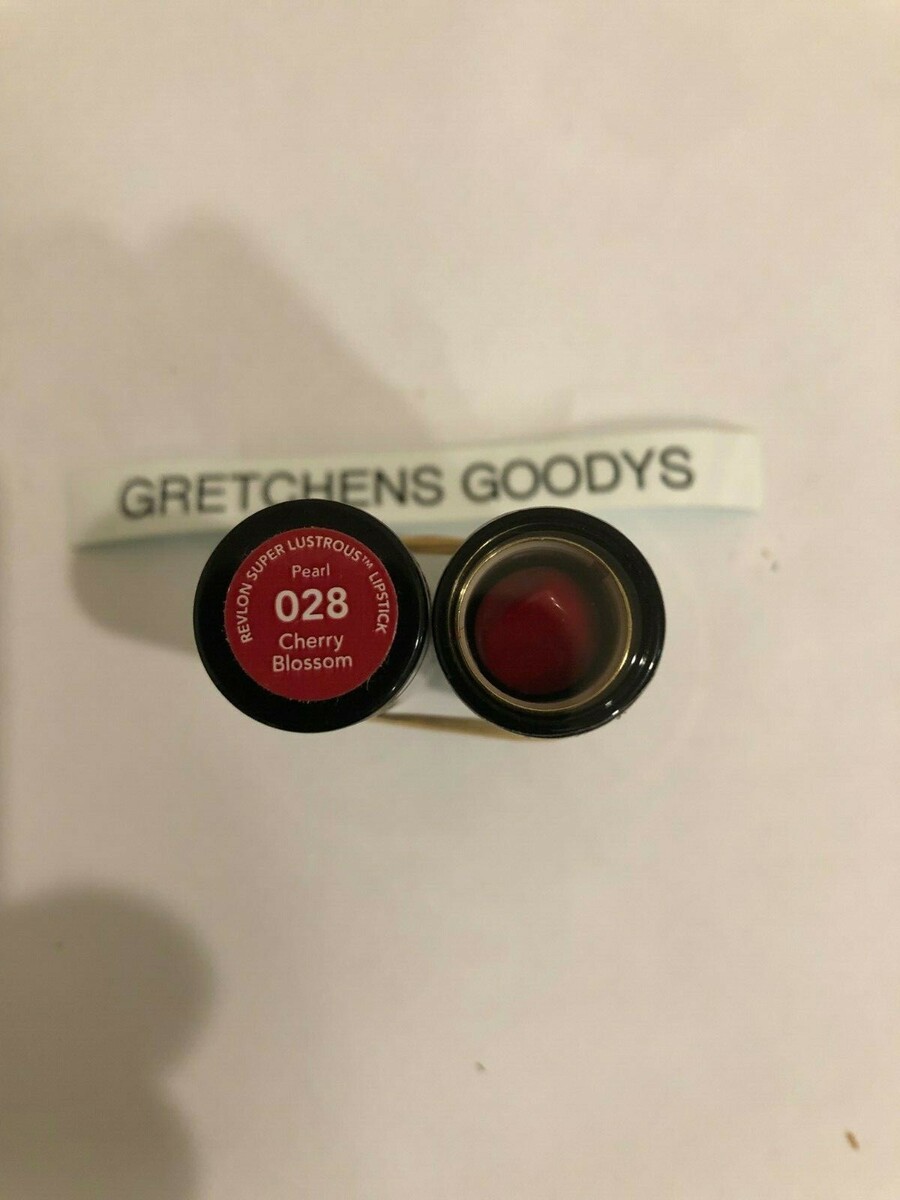 GRETCHENS GOODYS
REVLON SUPER LUSTROUS™ LIPSTICK
Pearl
028
Cherry
Blossom